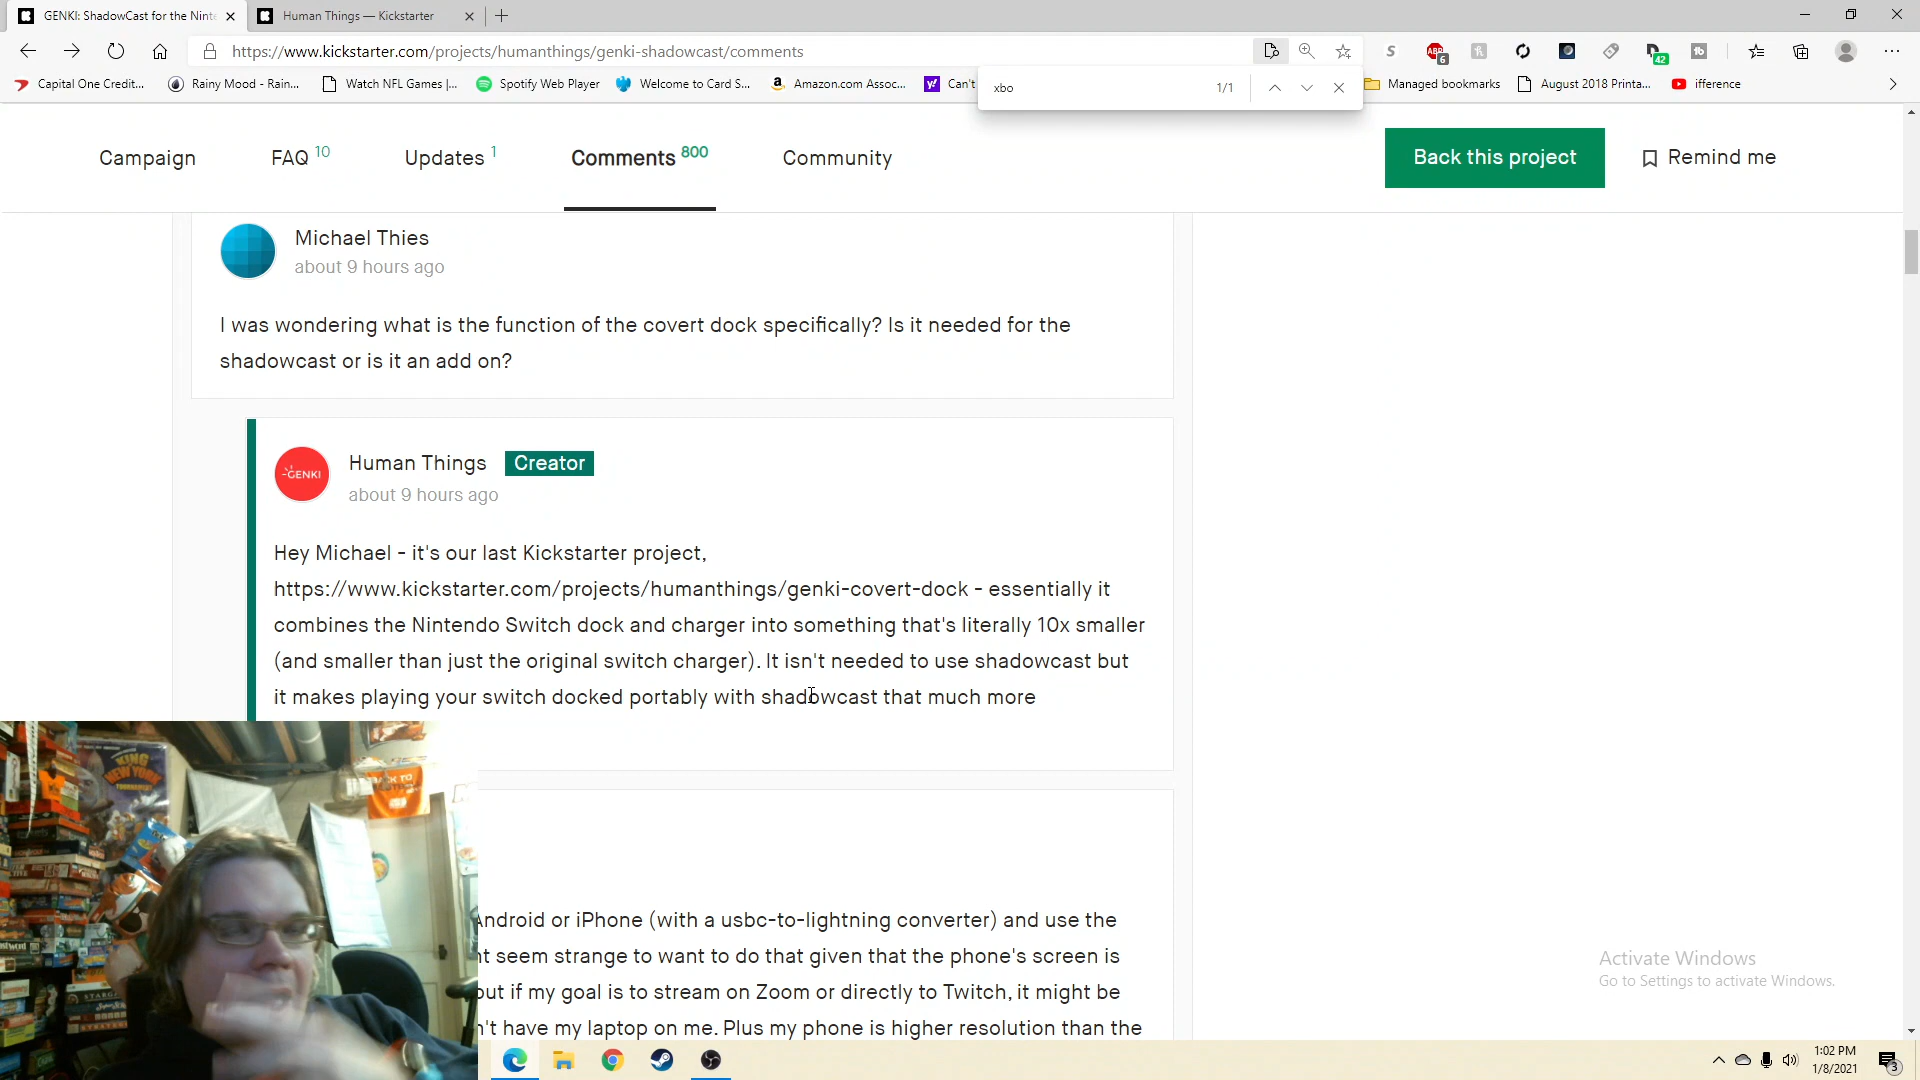 GENKI: ShadowCast for the Ninte
Human Things — Kickstarter
https://www.kickstarter.com/projects/humanthings/genki-shadowcast/comments
ABP
6
42
tb
Capital One Credit...
Rainy Mood - Rain...
Watch NFL Games |...
Spotify Web Player
Welcome to Card S...
Amazon.com Assoc...
Can't
Managed bookmarks
August 2018 Printa...
ifference
xbo
1/1
Campaign
FAQ 10
Updates 1
Comments 800
Community
Back this project
Remind me
Michael Thies
about 9 hours ago
I was wondering what is the function of the covert dock specifically? Is it needed for the
shadowcast or is it an add on?
GENKI
Human Things
Creator
about 9 hours ago
Hey Michael - it's our last Kickstarter project,
https://www.kickstarter.com/projects/humanthings/genki-covert-dock - essentially it
combines the Nintendo Switch dock and charger into something that's literally 10x smaller
(and smaller than just the original switch charger). It isn't needed to use shadowcast but
it makes playing your switch docked portably with shadowcast that much more
Android or iPhone (with a usbc-to-lightning converter) and use the
nt seem strange to want to do that given that the phone's screen is
out if my goal is to stream on Zoom or directly to Twitch, it might be
n't have my laptop on me. Plus my phone is higher resolution than the
KING
NEW YORK
BACK TO
Activate Windows
Go to Settings to activate Windows.
1:02 PM
1/8/2021
3